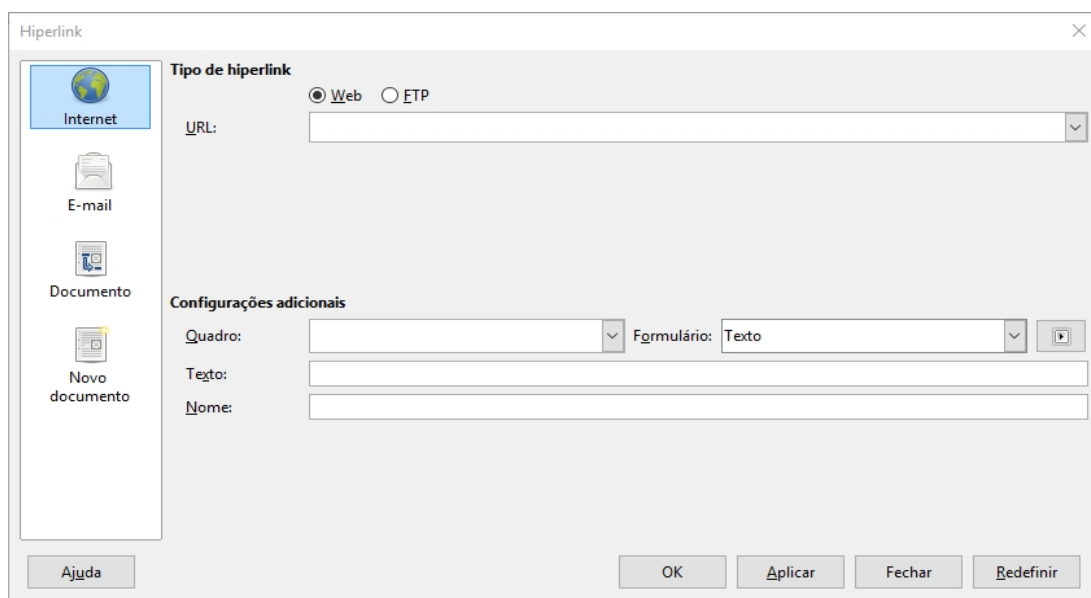 Hiperlink
Internet
E-mail
Documento
Novo
documento
Tipo de hiperlink
Web FTP
URL:
Configurações adicionais
Quadro: Formulário: Texto
Texto:
Nome:
Ajuda OK Aplicar Fechar Redefinir